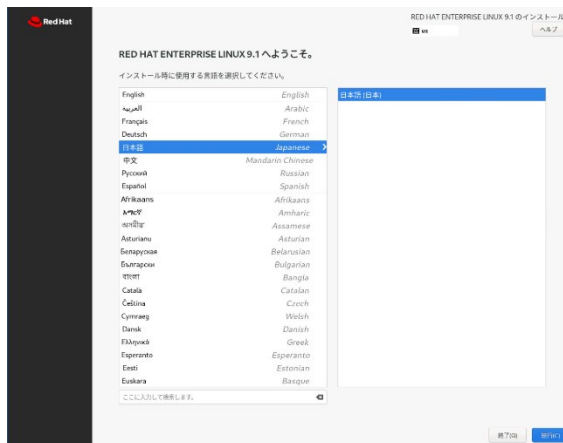 Red Hat
RED HAT ENTERPRISE LINUX 9.1 のインストール
us
ヘルプ
RED HAT ENTERPRISE LINUX 9.1 へようこそ。
インストール時に使用する言語を選択してください。
English English
العربية Arabic
Français French
Deutsch German
日本語 Japanese
中文 Mandarin Chinese
Русский Russian
Español Spanish
Afrikaans Afrikaans
አማርኛ Amharic
অসমীয়া Assamese
Asturianu Asturian
Беларуская Belarusian
Български Bulgarian
বাংলা Bangla
Català Catalan
Čeština Czech
Cymraeg Welsh
Dansk Danish
Ελληνικά Greek
Esperanto Esperanto
Eesti Estonian
Euskara Basque
日本語 (日本)
ここに入力して検索します。
終了(Q)
続行(C)